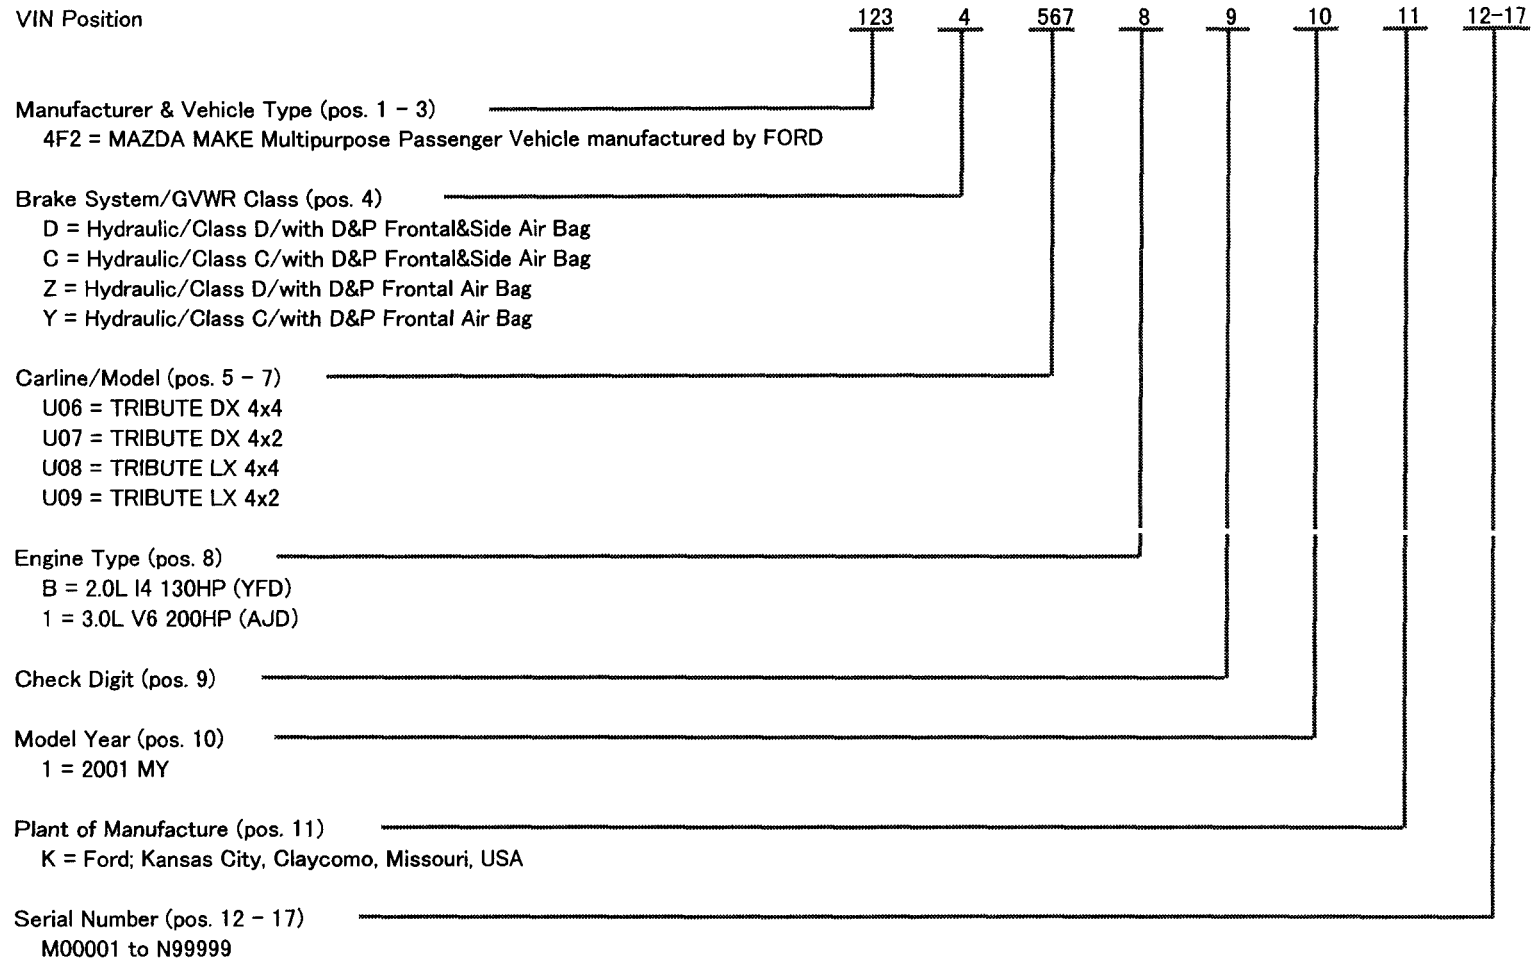 VIN Position 123 4 567 8 9 10 11 12-17
Manufacturer & Vehicle Type (pos. 1 - 3)
4F2 = MAZDA MAKE Multipurpose Passenger Vehicle manufactured by FORD
Brake System/GVWR Class (pos. 4)
D = Hydraulic/Class D/with D&P Frontal&Side Air Bag
C = Hydraulic/Class C/with D&P Frontal&Side Air Bag
Z = Hydraulic/Class D/with D&P Frontal Air Bag
Y = Hydraulic/Class C/with D&P Frontal Air Bag
Carline/Model (pos. 5 - 7)
U06 = TRIBUTE DX 4x4
U07 = TRIBUTE DX 4x2
U08 = TRIBUTE LX 4x4
U09 = TRIBUTE LX 4x2
Engine Type (pos. 8)
B = 2.0L I4 130HP (YFD)
1 = 3.0L V6 200HP (AJD)
Check Digit (pos. 9)
Model Year (pos. 10)
1 = 2001 MY
Plant of Manufacture (pos. 11)
K = Ford; Kansas City, Claycomo, Missouri, USA
Serial Number (pos. 12 - 17)
M00001 to N99999